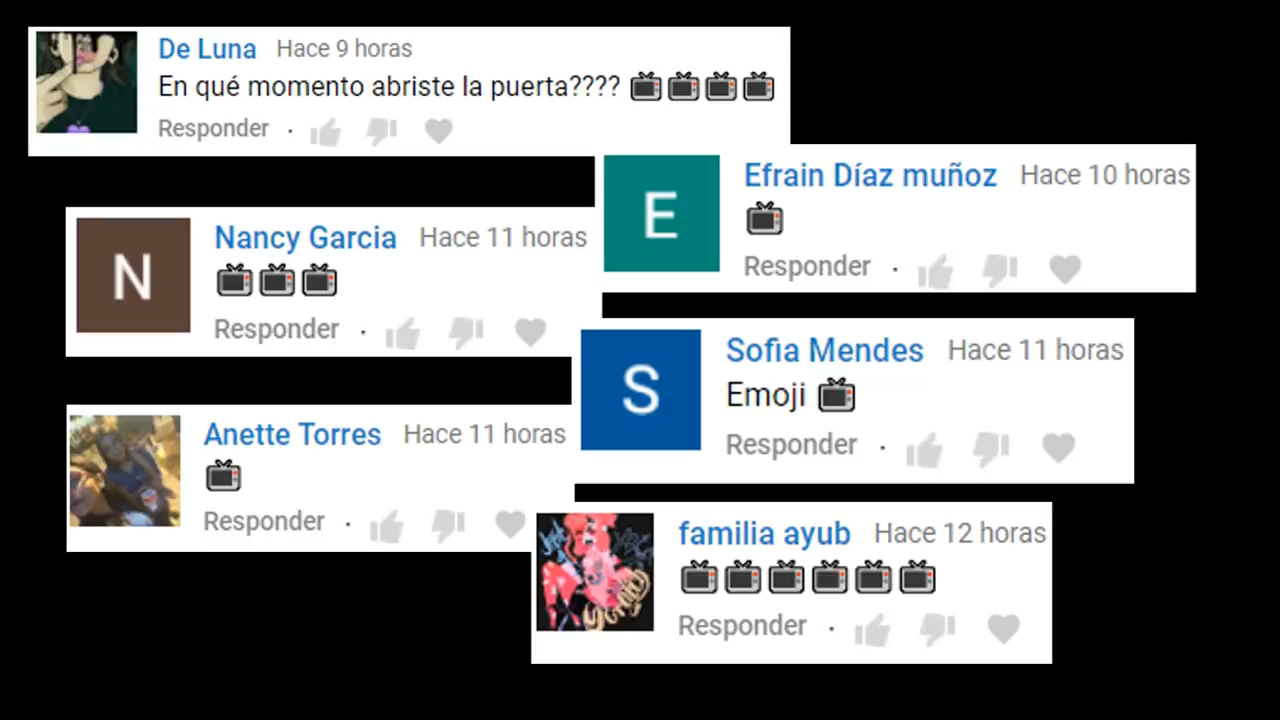 De Luna Hace 9 horas
En qué momento abriste la puerta???? 📺📺📺📺
Responder ·
E
Efrain Díaz muñoz Hace 10 horas
📺
Responder ·
N
Nancy Garcia Hace 11 horas
📺📺📺
Responder ·
S
Sofia Mendes Hace 11 horas
Emoji 📺
Responder ·
Anette Torres Hace 11 horas
📺
Responder ·
familia ayub Hace 12 horas
📺📺📺📺📺📺
Responder ·